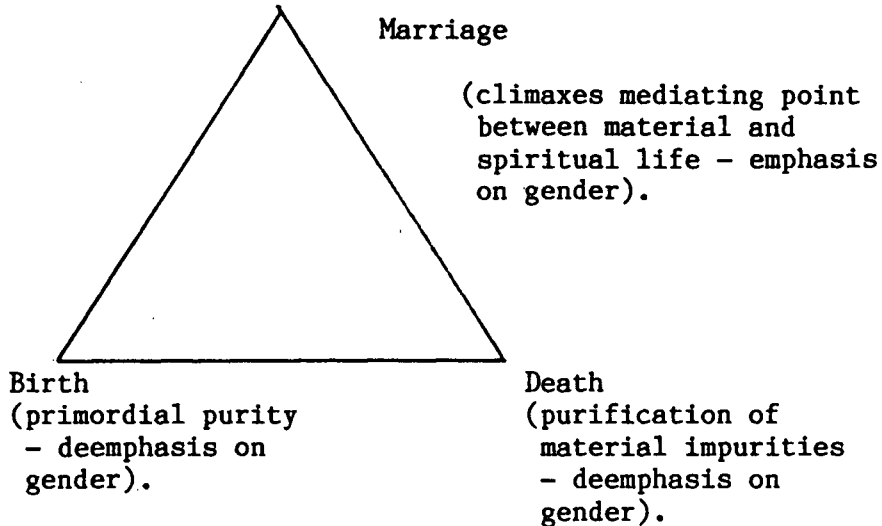 Marriage
(climaxes mediating point
between material and
spiritual life - emphasis
on gender).
Birth
(primordial purity
- deemphasis on
gender).
Death
(purification of
material impurities
- deemphasis on
gender).